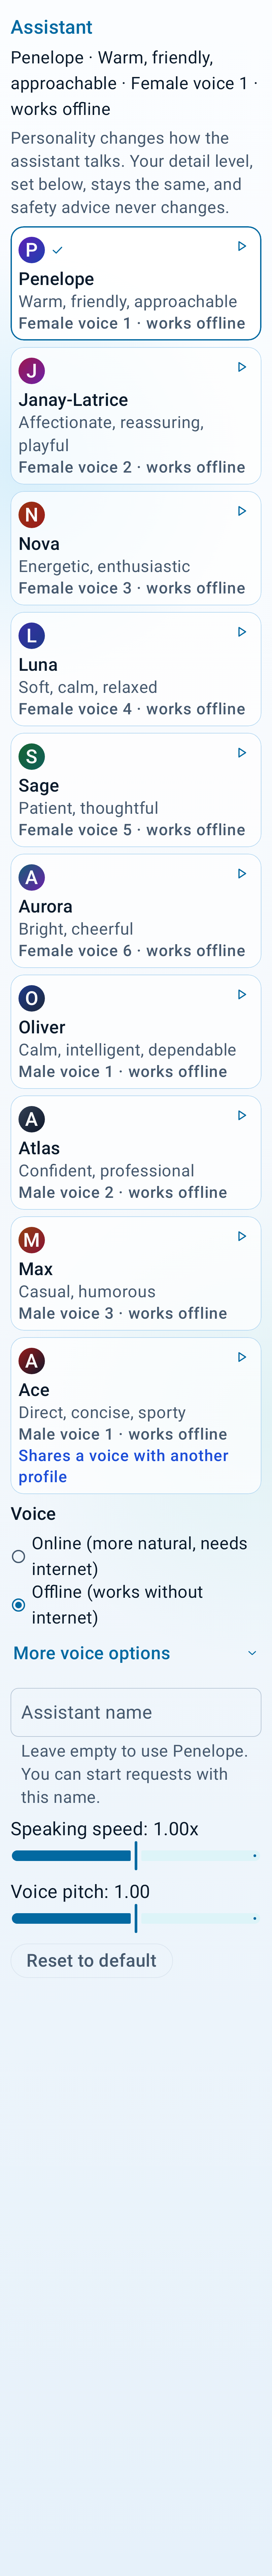 Assistant
Penelope · Warm, friendly,
approachable · Female voice 1 ·
works offline
Personality changes how the
assistant talks. Your detail level,
set below, stays the same, and
safety advice never changes.
P
Penelope
Warm, friendly, approachable
Female voice 1 · works offline
J
Janay-Latrice
Affectionate, reassuring,
playful
Female voice 2 · works offline
N
Nova
Energetic, enthusiastic
Female voice 3 · works offline
L
Luna
Soft, calm, relaxed
Female voice 4 · works offline
S
Sage
Patient, thoughtful
Female voice 5 · works offline
A
Aurora
Bright, cheerful
Female voice 6 · works offline
O
Oliver
Calm, intelligent, dependable
Male voice 1 · works offline
A
Atlas
Confident, professional
Male voice 2 · works offline
M
Max
Casual, humorous
Male voice 3 · works offline
A
Ace
Direct, concise, sporty
Male voice 1 · works offline
Shares a voice with another
profile
Voice
Online (more natural, needs
internet)
Offline (works without
internet)
More voice options
Assistant name
Leave empty to use Penelope.
You can start requests with
this name.
Speaking speed: 1.00x
Voice pitch: 1.00
Reset to default